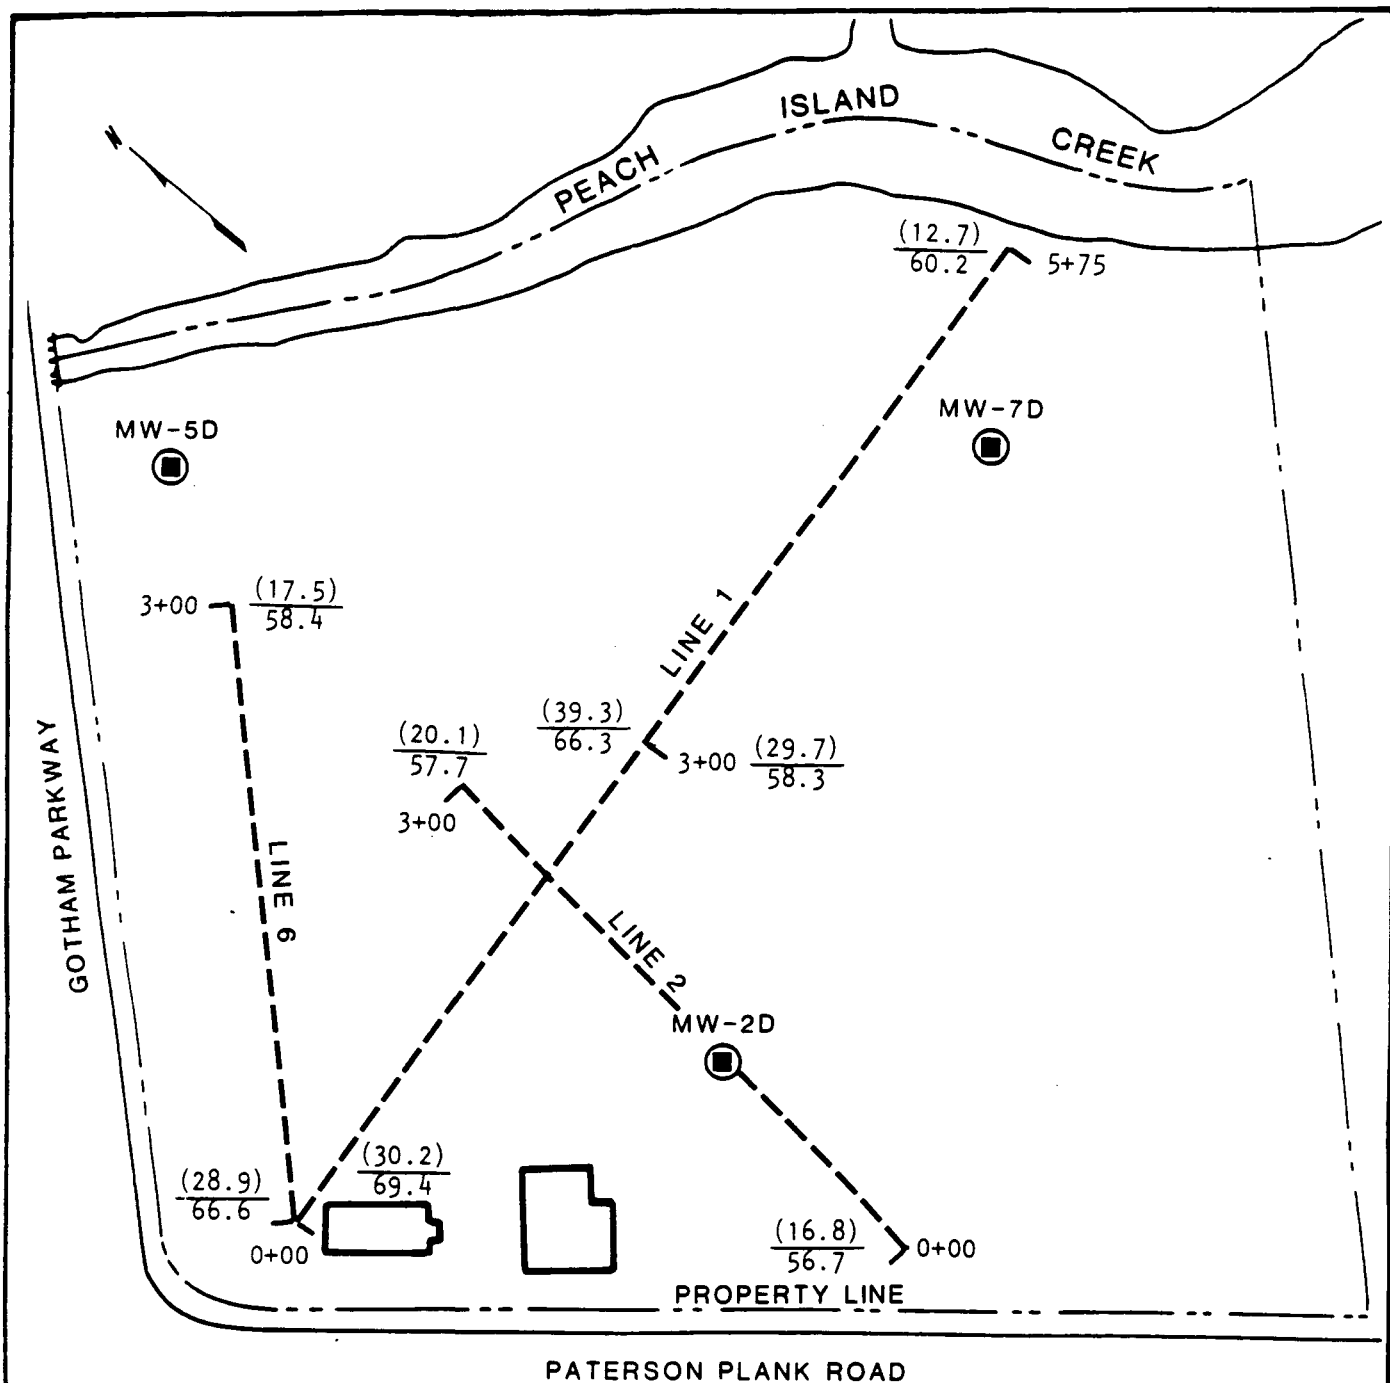 ISLAND
CREEK
PEACH
N
(12.7)
60.2
5+75
MW-5D
MW-7D
3+00
(17.5)
58.4
LINE 1
(39.3)
66.3
3+00
(29.7)
58.3
(20.1)
57.7
3+00
GOTHAM PARKWAY
LINE 6
LINE 2
MW-2D
(30.2)
69.4
(28.9)
66.6
0+00
(16.8)
56.7
0+00
PROPERTY LINE
PATERSON PLANK ROAD